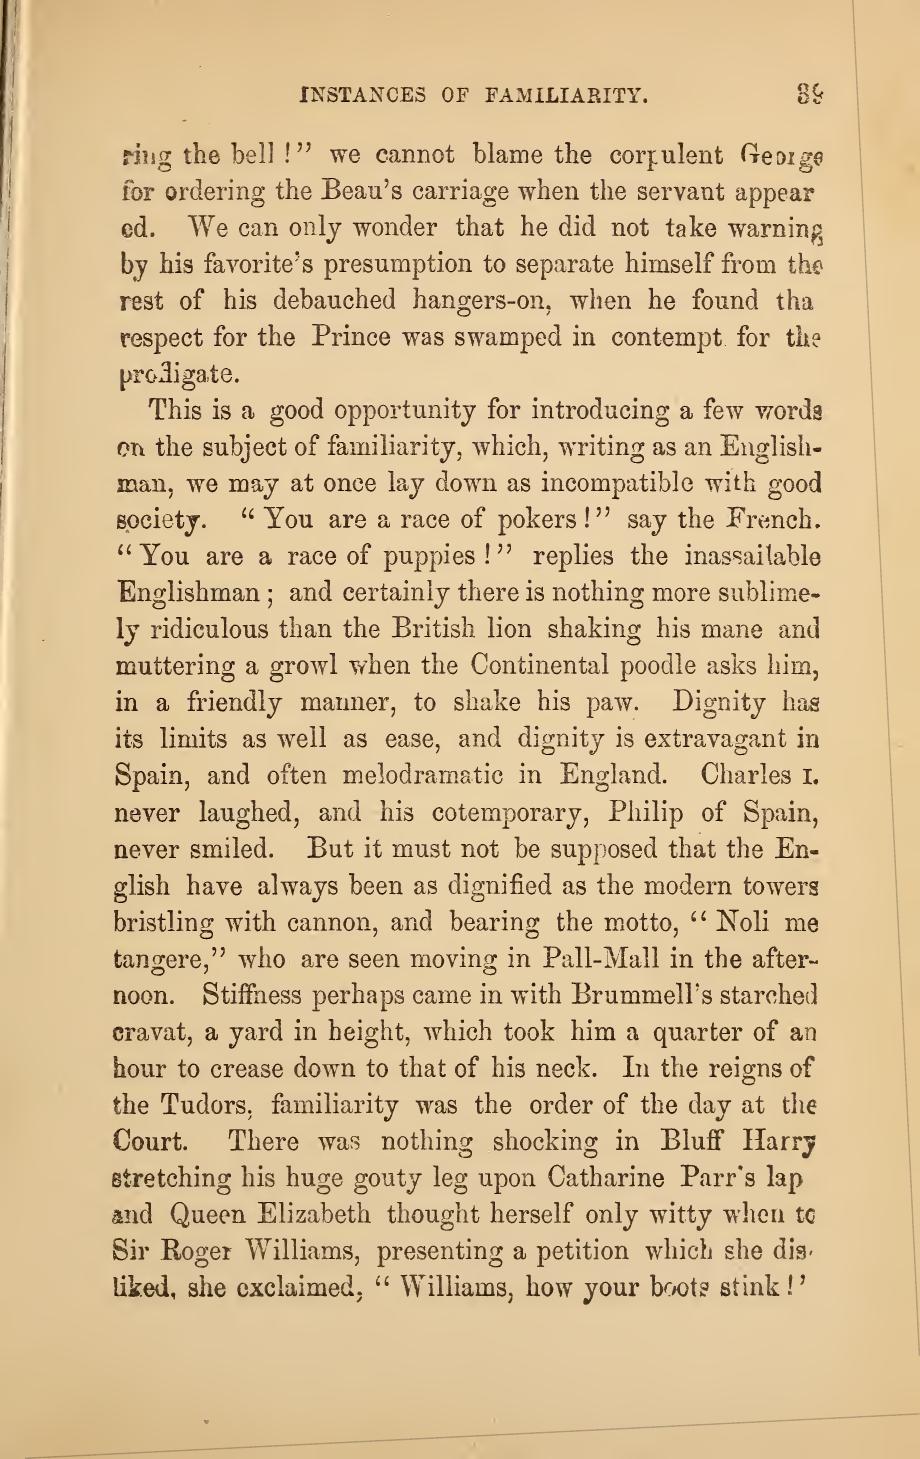 INSTANCES OF FAMILIARITY. 39
ring the bell!” we cannot blame the corpulent George
for ordering the Beau’s carriage when the servant appear
ed. We can only wonder that he did not take warning
by his favorite’s presumption to separate himself from the
rest of his debauched hangers-on, when he found tha
respect for the Prince was swamped in contempt for the
profligate.
This is a good opportunity for introducing a few words
on the subject of familiarity, which, writing as an English-
man, we may at once lay down as incompatible with good
society. “You are a race of pokers!” say the French.
“You are a race of puppies!” replies the inassailable
Englishman; and certainly there is nothing more sublime-
ly ridiculous than the British lion shaking his mane and
muttering a growl when the Continental poodle asks him,
in a friendly manner, to shake his paw. Dignity has
its limits as well as ease, and dignity is extravagant in
Spain, and often melodramatic in England. Charles I.
never laughed, and his cotemporary, Philip of Spain,
never smiled. But it must not be supposed that the En-
glish have always been as dignified as the modern towers
bristling with cannon, and bearing the motto, “Noli me
tangere,” who are seen moving in Pall-Mall in the after-
noon. Stiffness perhaps came in with Brummell’s starched
cravat, a yard in height, which took him a quarter of an
hour to crease down to that of his neck. In the reigns of
the Tudors, familiarity was the order of the day at the
Court. There was nothing shocking in Bluff Harry
stretching his huge gouty leg upon Catharine Parr’s lap
and Queen Elizabeth thought herself only witty when to
Sir Roger Williams, presenting a petition which she dis-
liked, she exclaimed, “Williams, how your boots stink!’